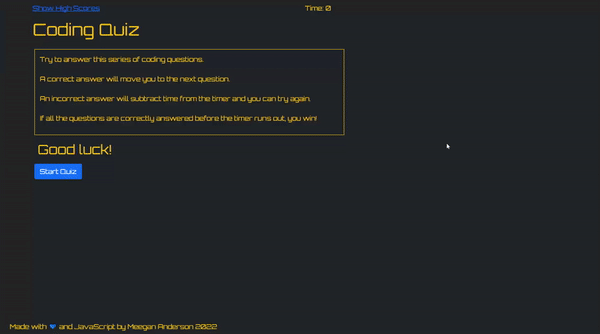 Show High Scores
Time: 0
Coding Quiz
Try to answer this series of coding questions.
A correct answer will move you to the next question.
An incorrect answer will subtract time from the timer and you can try again.
If all the questions are correctly answered before the timer runs out, you win!
Good luck!
Start Quiz
Made with 💙 and JavaScript by Meegan Anderson 2022